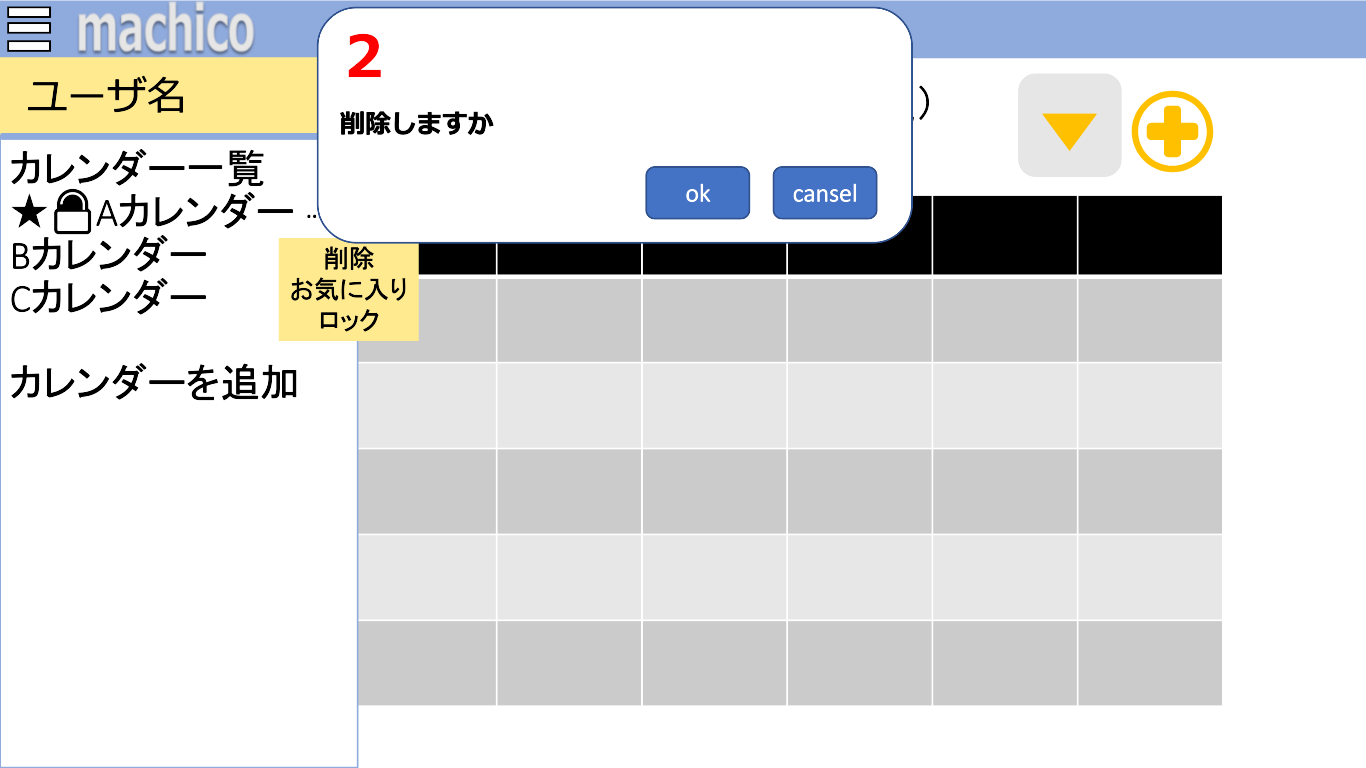 machico
2
削除しますか
ok
cansel
ユーザ名
)
カレンダー一覧
★Aカレンダー ..
Bカレンダー
Cカレンダー
カレンダーを追加
削除
お気に入り
ロック